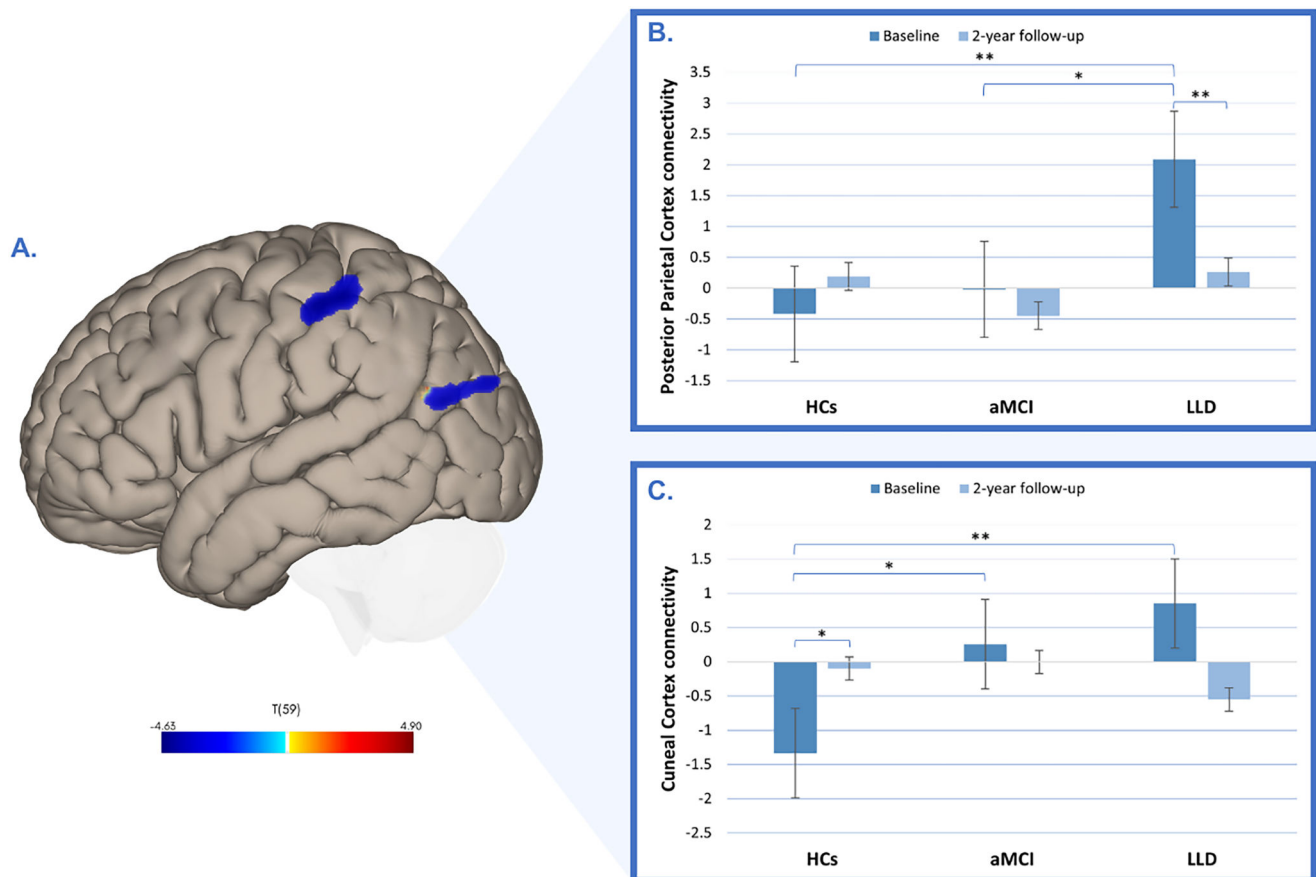 A.
T(59)
-4.63 4.90
B.
Baseline 2-year follow-up
Posterior Parietal Cortex connectivity
3.5
3
2.5
2
1.5
1
0.5
0
-0.5
-1
-1.5
**
*
**
HCs aMCI LLD
C.
Baseline 2-year follow-up
Cuneal Cortex connectivity
2
1.5
1
0.5
0
-0.5
-1
-1.5
-2
-2.5
**
*
*
HCs aMCI LLD